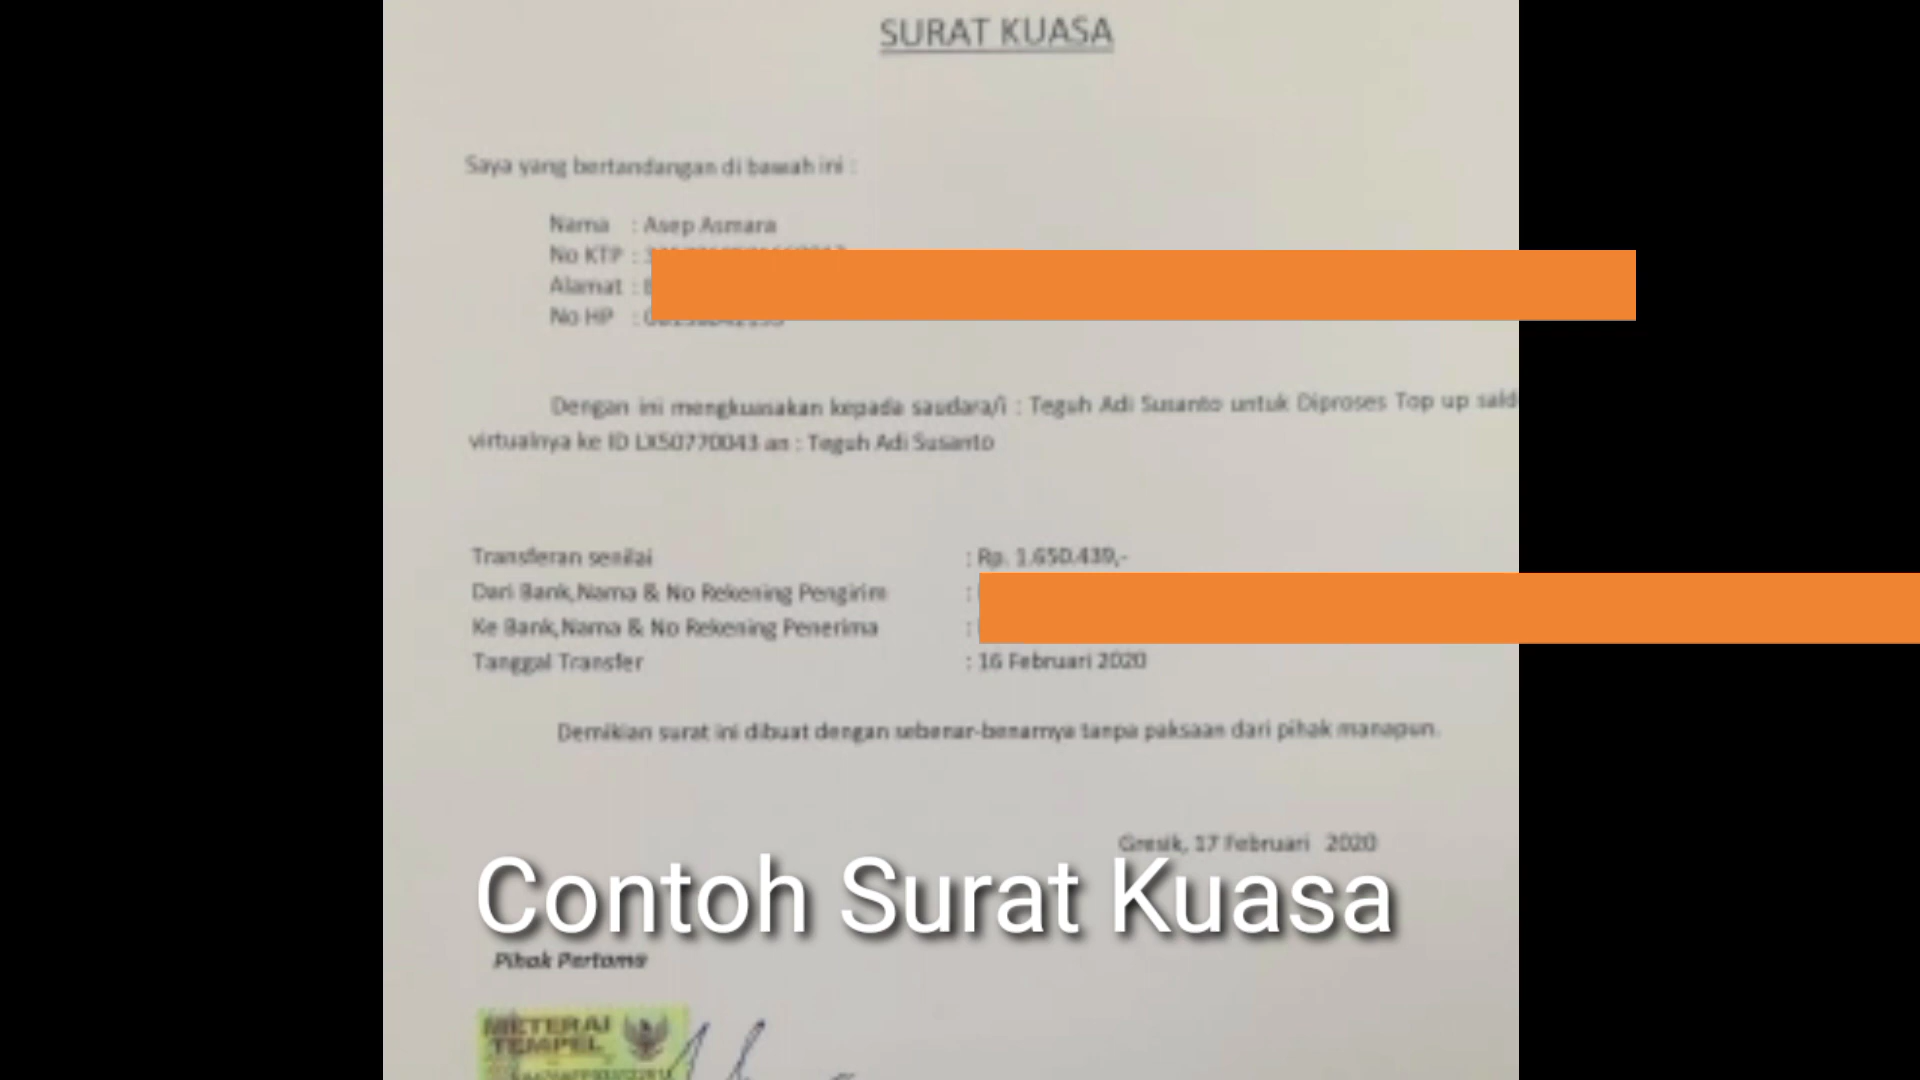 SURAT KUASA
Saya yang bertandangan di bawah ini :
Nama : Asep Asmara
No KTP :
Alamat :
No HP :
Dengan ini mengkuasakan kepada saudara/i : Teguh Adi Susanto untuk Diproses Top up sald
virtualnya ke ID LX50770043 an : Teguh Adi Susanto
Transferan senilai : Rp. 1.650.439,-
Dari Bank,Nama & No Rekening Pengirim :
Ke Bank,Nama & No Rekening Penerima :
Tanggal Transfer : 16 Februari 2020
Demikian surat ini dibuat dengan sebenar-benarnya tanpa paksaan dari pihak manapun.
Gresik, 17 Februari 2020
Contoh Surat Kuasa
Pihak Pertama
METERAI
TEMPEL